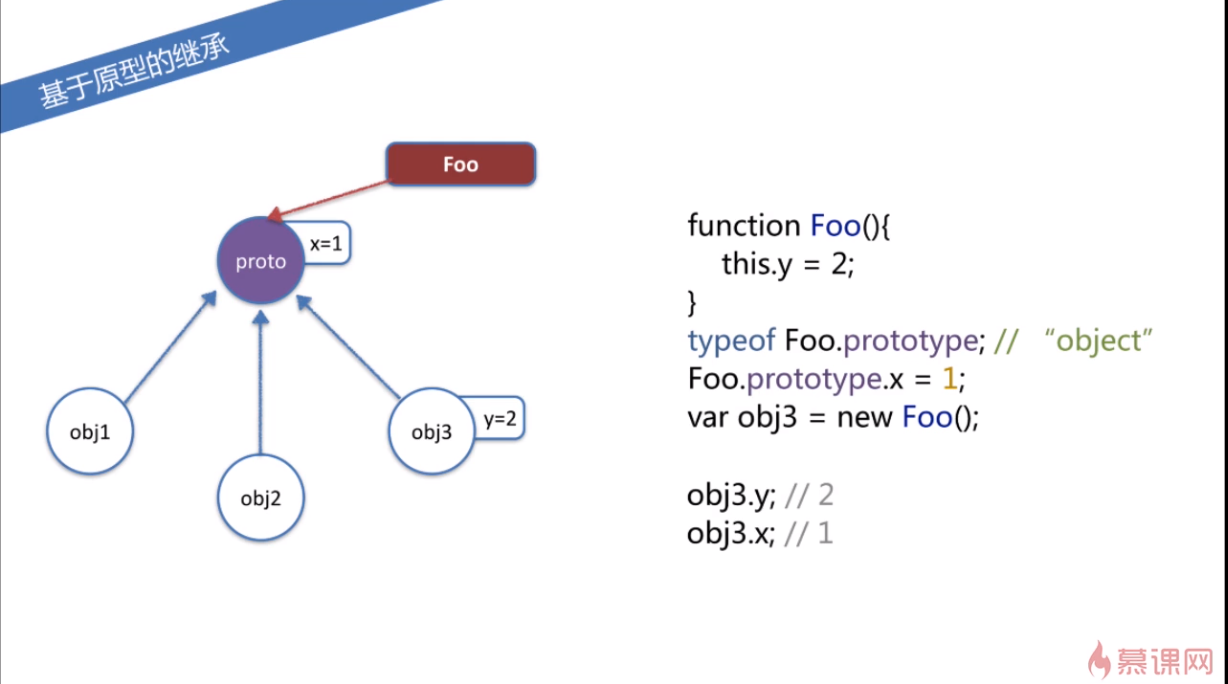 基于原型的继承
Foo
x=1
proto
obj1
obj2
obj3
y=2
function Foo(){
this.y = 2;
}
typeof Foo.prototype; // “object”
Foo.prototype.x = 1;
var obj3 = new Foo();
obj3.y; // 2
obj3.x; // 1
慕课网